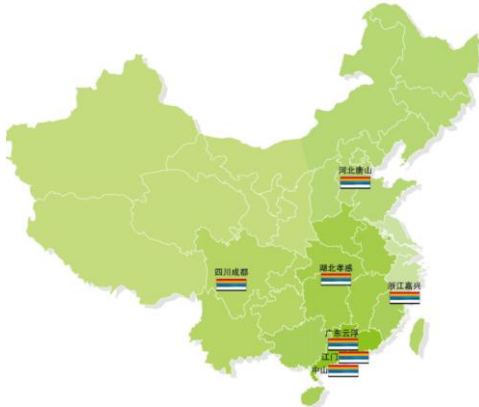 河北唐山
四川成都
湖北孝感
浙江嘉兴
广东云浮
江门
中山